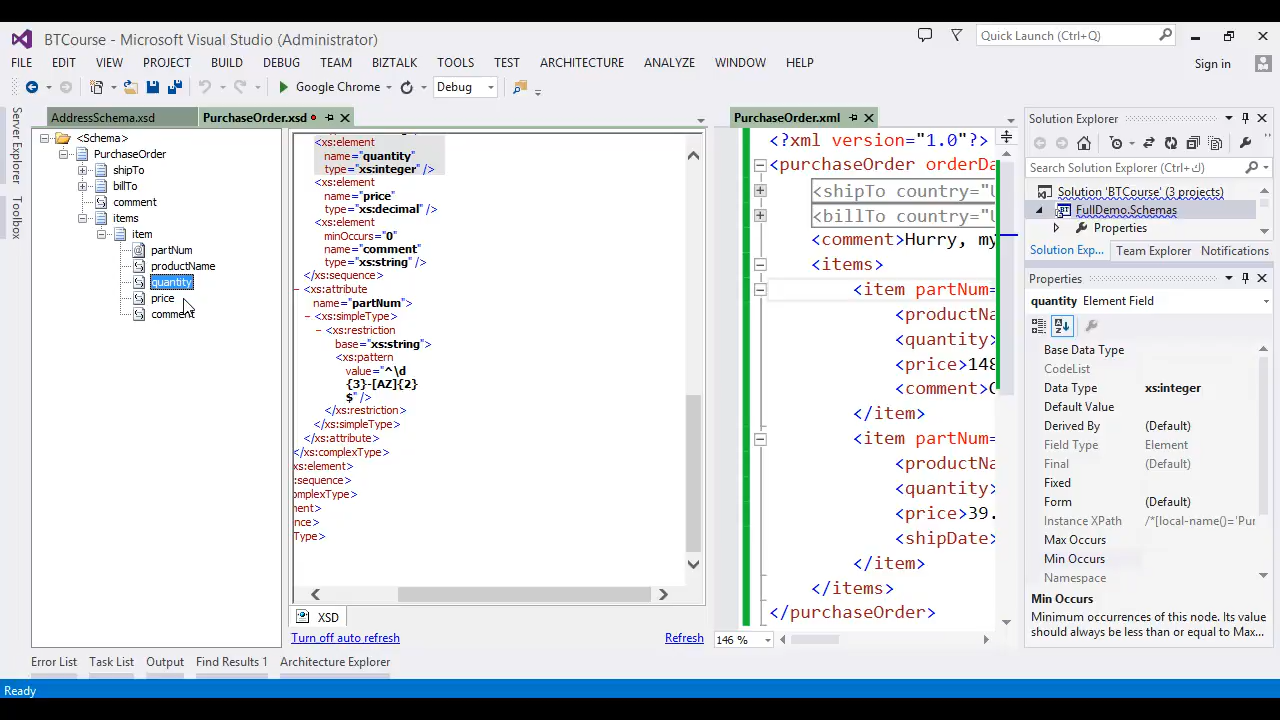 BTCourse - Microsoft Visual Studio (Administrator)
Quick Launch (Ctrl+Q)
FILE EDIT VIEW PROJECT BUILD DEBUG TEAM BIZTALK TOOLS TEST ARCHITECTURE ANALYZE WINDOW HELP
Sign in
Google Chrome
Debug
Server Explorer
Toolbox
AddressSchema.xsd
PurchaseOrder.xsd
<Schema>
PurchaseOrder
shipTo
billTo
comment
items
item
partNum
productName
quantity
price
comment
<xs:element
name="quantity"
type="xs:integer" />
<xs:element
name="price"
type="xs:decimal" />
<xs:element
minOccurs="0"
name="comment"
type="xs:string" />
</xs:sequence>
<xs:attribute
name="partNum">
<xs:simpleType>
<xs:restriction
base="xs:string">
<xs:pattern
value="^\d
{3}-[AZ]{2}
$" />
</xs:restriction>
</xs:simpleType>
</xs:attribute>
</xs:complexType>
xs:element>
:sequence>
omplexType>
ment>
nce>
Type>
XSD
Turn off auto refresh
Refresh
PurchaseOrder.xml
<?xml version="1.0"?>
<purchaseOrder orderDa
<shipTo country="U
<billTo country="U
<comment>Hurry, my
<items>
<item partNum=
<productNa
<quantity>
<price>148
<comment>C
</item>
<item partNum=
<productNa
<quantity>
<price>39.
<shipDate>
</item>
</items>
</purchaseOrder>
146 %
Solution Explorer
Search Solution Explorer (Ctrl+;)
Solution 'BTCourse' (3 projects)
FullDemo.Schemas
Properties
Solution Exp... Team Explorer Notifications
Properties
quantity Element Field
Base Data Type
CodeList
Data Type xs:integer
Default Value
Derived By (Default)
Field Type Element
Final (Default)
Fixed
Form (Default)
Instance XPath /*[local-name()='Pur
Max Occurs
Min Occurs
Namespace
Min Occurs
Minimum occurrences of this node. Its value
should always be less than or equal to Max...
Error List Task List Output Find Results 1 Architecture Explorer
Ready